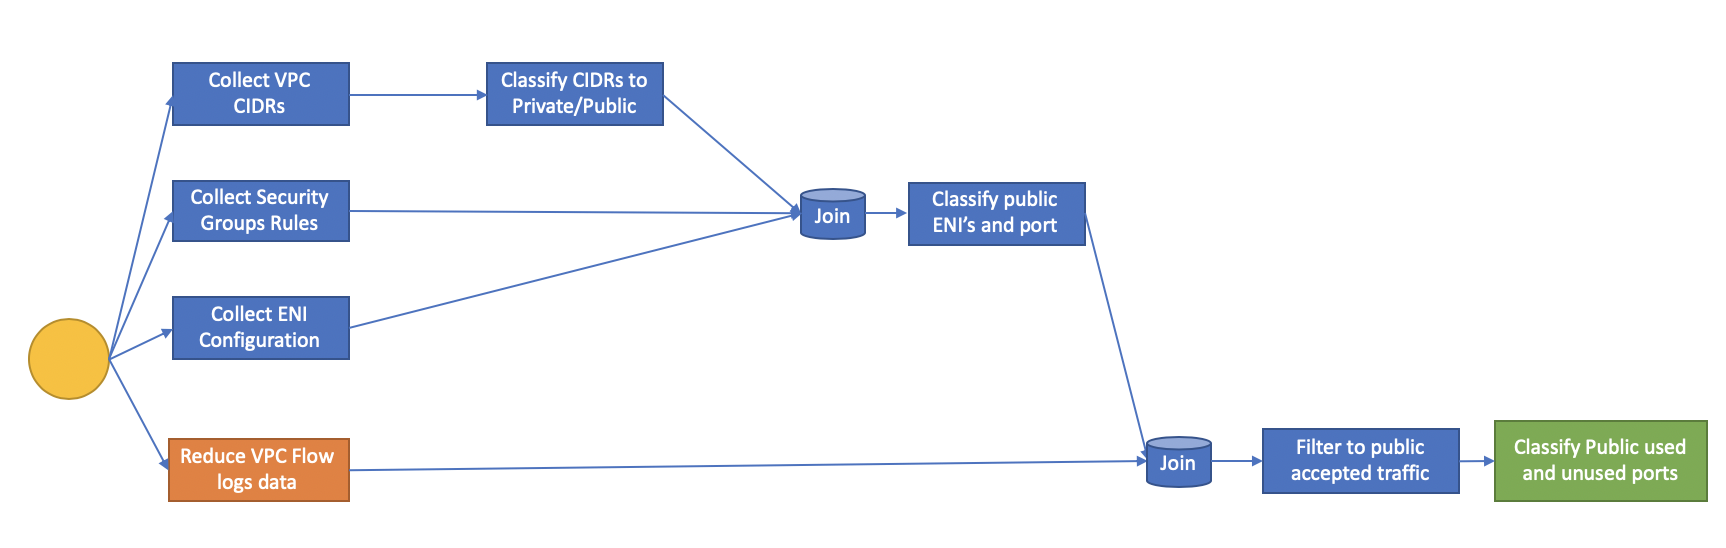 Collect VPC
CIDRs
Classify CIDRs to
Private/Public
Collect Security
Groups Rules
Join
Classify public
ENI’s and port
Collect ENI
Configuration
Reduce VPC Flow
logs data
Join
Filter to public
accepted traffic
Classify Public used
and unused ports